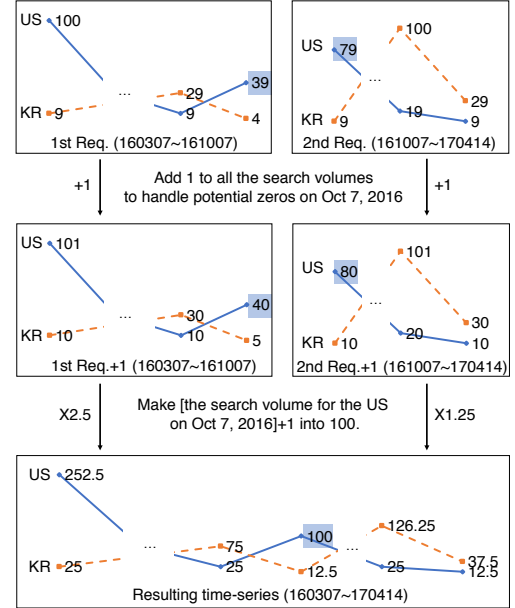 US 100
39
29
...
KR 9
9
4
1st Req. (160307~161007)
100
US 79
...
29
19
KR 9
9
2nd Req. (161007~170414)
+1
Add 1 to all the search volumes
to handle potential zeros on Oct 7, 2016
+1
US 101
40
30
...
KR 10
10
5
1st Req.+1 (160307~161007)
101
US 80
...
30
20
KR 10
10
2nd Req.+1 (161007~170414)
X2.5
Make [the search volume for the US
on Oct 7, 2016]+1 into 100.
X1.25
US 252.5
126.25
100
75
...
...
37.5
KR 25
25
12.5
25
12.5
Resulting time-series (160307~170414)